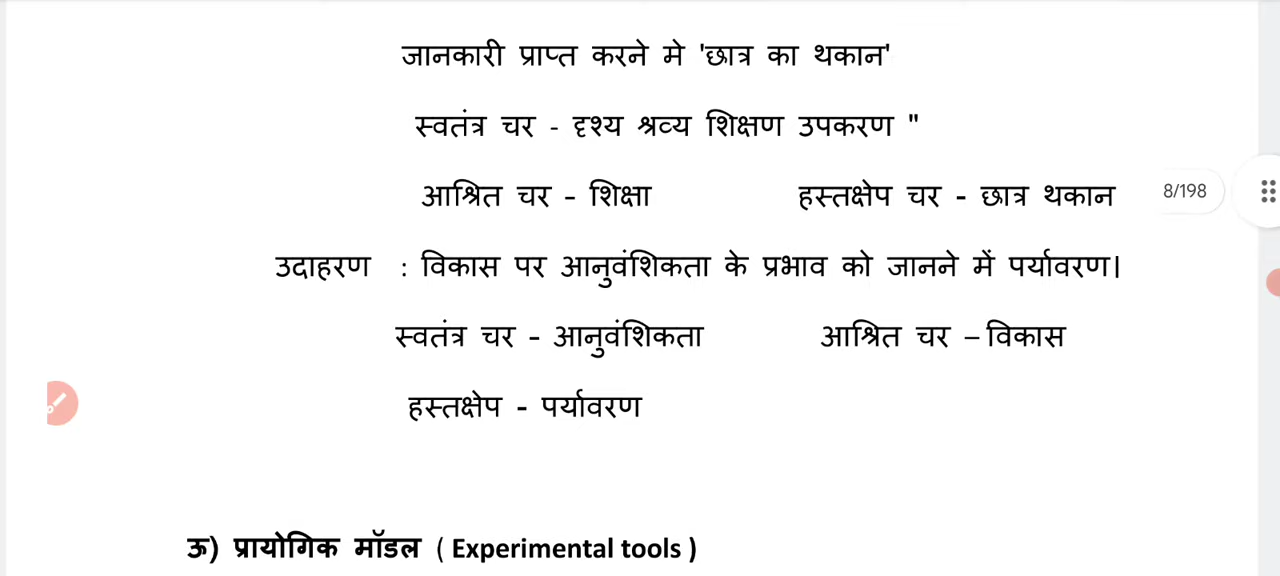 जानकारी प्राप्त करने मे 'छात्र का थकान'
स्वतंत्र चर - दृश्य श्रव्य शिक्षण उपकरण "
आश्रित चर – शिक्षा हस्तक्षेप चर - छात्र थकान
8/198
उदाहरण : विकास पर आनुवंशिकता के प्रभाव को जानने में पर्यावरण।
स्वतंत्र चर - आनुवंशिकता आश्रित चर – विकास
हस्तक्षेप - पर्यावरण
ऊ) प्रायोगिक मॉडल ( Experimental tools )